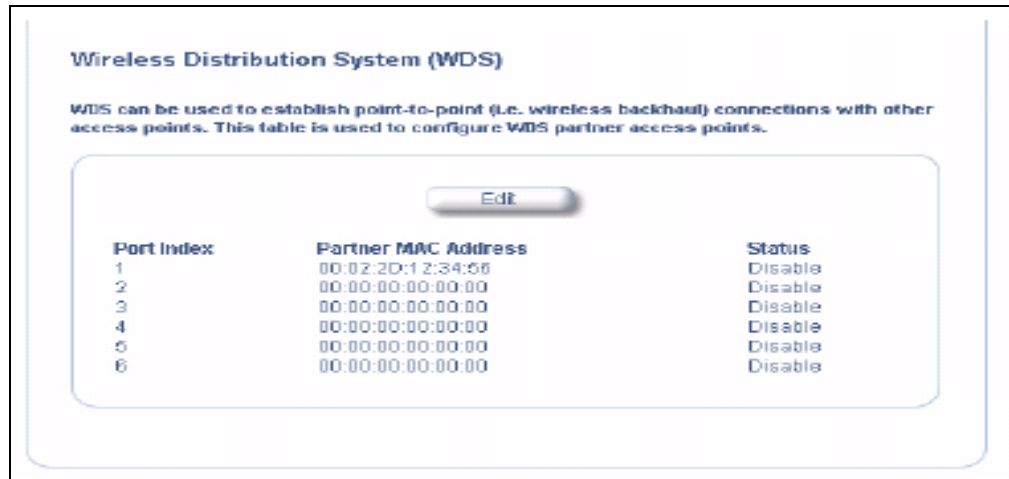 Wireless Distribution System (WDS)
WDS can be used to establish point-to-point (i.e. wireless backhaul) connections with other
access points. This table is used to configure WDS partner access points.
Edit
Port Index Partner MAC Address Status
1 00:02:2D:12:34:56 Disable
2 00:00:00:00:00:00 Disable
3 00:00:00:00:00:00 Disable
4 00:00:00:00:00:00 Disable
5 00:00:00:00:00:00 Disable
6 00:00:00:00:00:00 Disable